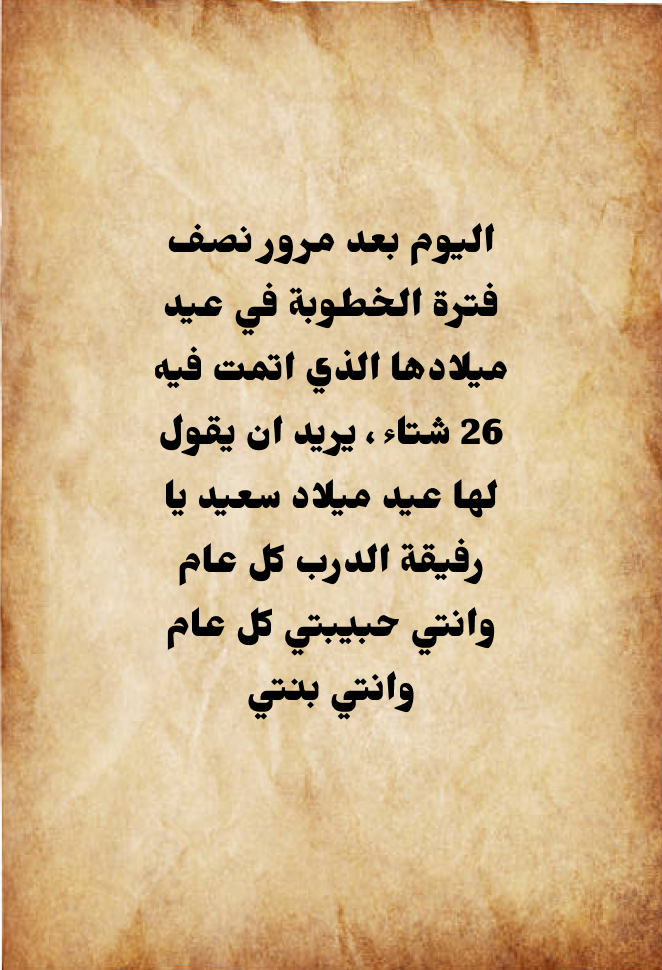 اليوم بعد مرور نصف
فترة الخطوبة في عيد
ميلادها الذي اتمت فيه
26 شتاء ، يريد ان يقول
لها عيد ميلاد سعيد يا
رفيقة الدرب كل عام
وانتي حبيبتي كل عام
وانتي بنتي